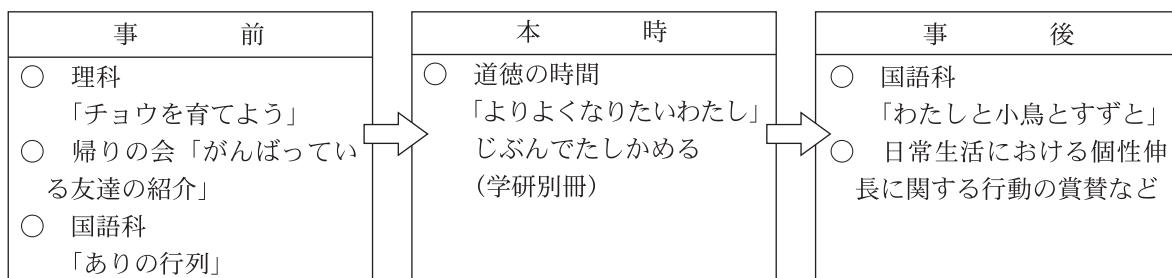 事前
○ 理科
「チョウを育てよう」
○ 帰りの会「がんばってい
る友達の紹介」
○ 国語科
「ありの行列」
本時
○ 道徳の時間
「よりよくなりたいわたし」
じぶんでたしかめる
(学研別冊)
事後
○ 国語科
「わたしと小鳥とすずと」
○ 日常生活における個性伸
長に関する行動の賞賛など